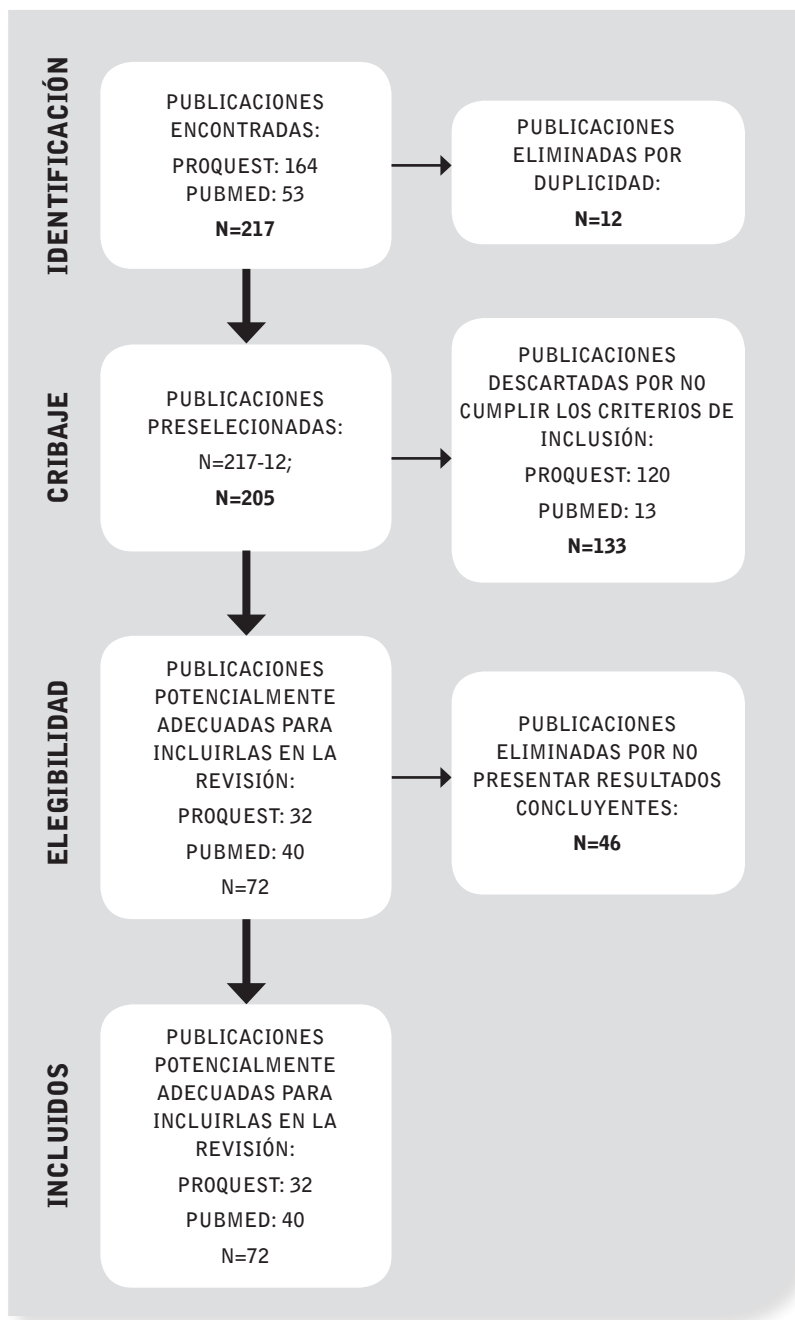 IDENTIFICACIÓN
PUBLICACIONES
ENCONTRADAS:
PROQUEST: 164
PUBMED: 53
N=217
PUBLICACIONES
ELIMINADAS POR
DUPLICIDAD:
N=12
CRIBAJE
PUBLICACIONES
PRESELECIONADAS:
N=217-12;
N=205
PUBLICACIONES
DESCARTADAS POR NO
CUMPLIR LOS CRITERIOS DE
INCLUSIÓN:
PROQUEST: 120
PUBMED: 13
N=133
ELEGIBILIDAD
PUBLICACIONES
POTENCIALMENTE
ADECUADAS PARA
INCLUIRLAS EN LA
REVISIÓN:
PROQUEST: 32
PUBMED: 40
N=72
PUBLICACIONES
ELIMINADAS POR NO
PRESENTAR RESULTADOS
CONCLUYENTES:
N=46
INCLUIDOS
PUBLICACIONES
POTENCIALMENTE
ADECUADAS PARA
INCLUIRLAS EN LA
REVISIÓN:
PROQUEST: 32
PUBMED: 40
N=72